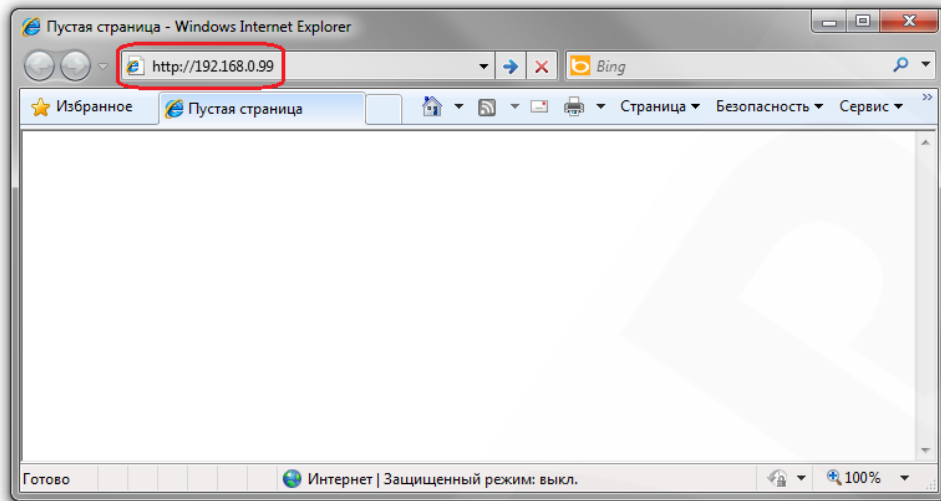 Пустая страница - Windows Internet Explorer
http://192.168.0.99
Bing
Избранное
Пустая страница
Страница
Безопасность
Сервис
»
Готово
Интернет | Защищенный режим: выкл.
100%